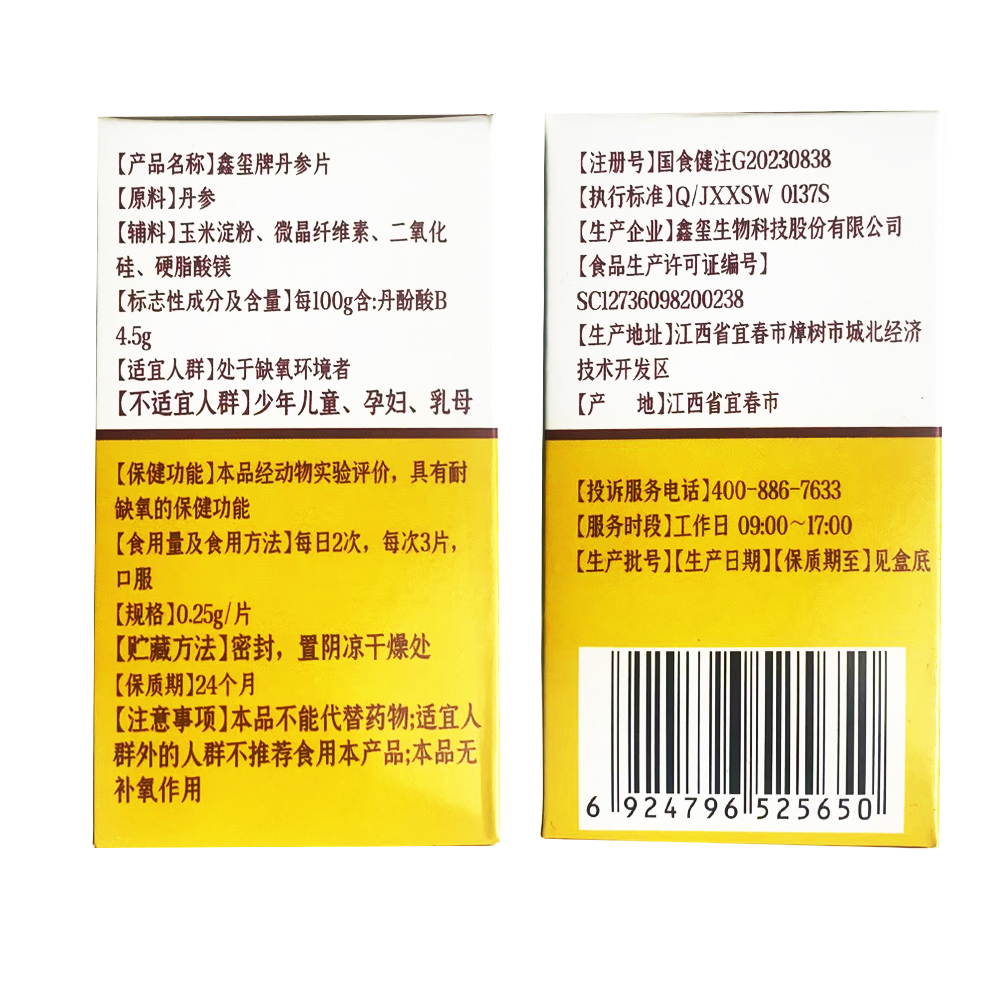 【产品名称】鑫玺牌丹参片
【原料】丹参
【辅料】玉米淀粉、微晶纤维素、二氧化
硅、硬脂酸镁
【标志性成分及含量】每100g含:丹酚酸B
4.5g
【适宜人群】处于缺氧环境者
【不适宜人群】少年儿童、孕妇、乳母
【保健功能】本品经动物实验评价，具有耐
缺氧的保健功能
【食用量及食用方法】每日2次，每次3片，
口服
【规格】0.25g/片
【贮藏方法】密封，置阴凉干燥处
【保质期】24个月
【注意事项】本品不能代替药物;适宜人
群外的人群不推荐食用本产品;本品无
补氧作用
【注册号】国食健注G20230838
【执行标准】Q/JXXSW 0137S
【生产企业】鑫玺生物科技股份有限公司
【食品生产许可证编号】
SC12736098200238
【生产地址】江西省宜春市樟树市城北经济
技术开发区
【产 地】江西省宜春市
【投诉服务电话】400-886-7633
【服务时段】工作日 09:00～17:00
【生产批号】【生产日期】【保质期至】见盒底
6 924796 525650